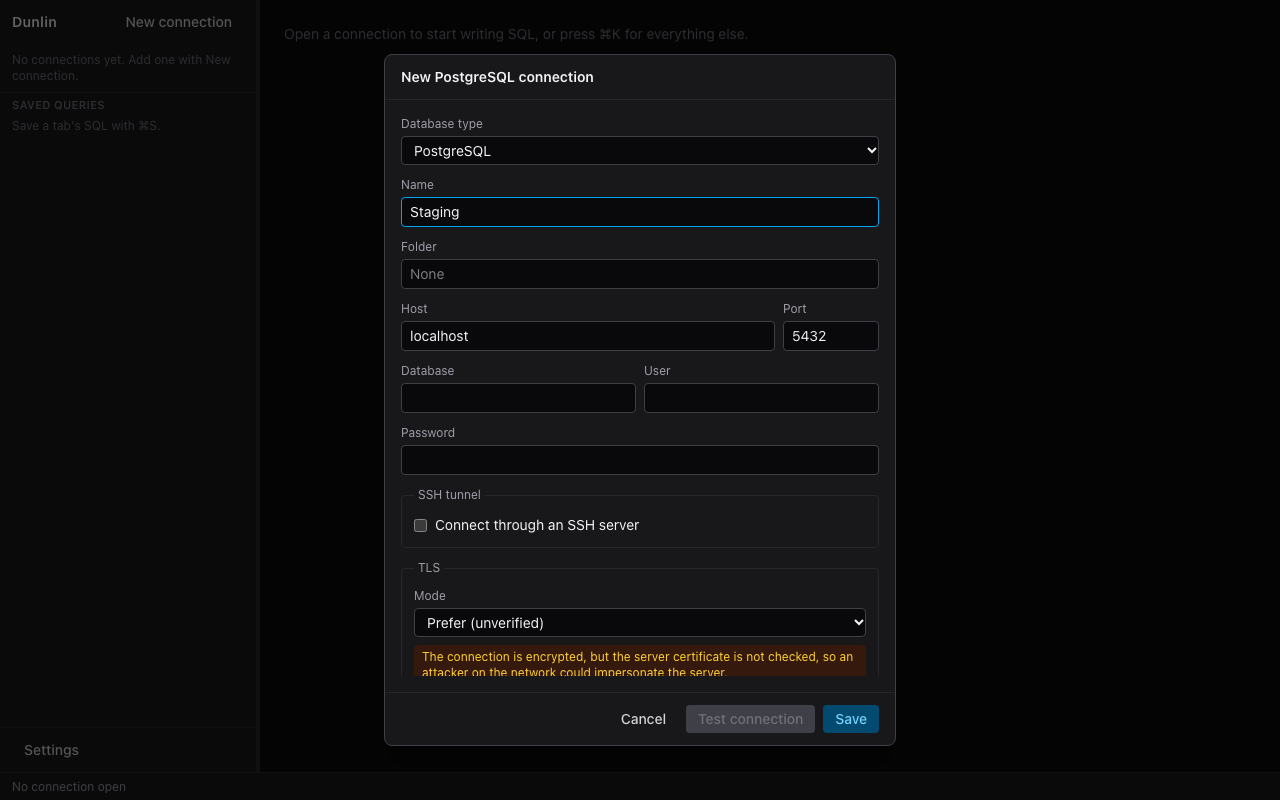 Dunlin
New connection
Open a connection to start writing SQL, or press ⌘K for everything else.
No connections yet. Add one with New
connection.
SAVED QUERIES
Save a tab's SQL with ⌘S.
New PostgreSQL connection
Database type
PostgreSQL
Name
Staging
Folder
None
Host
Port
localhost
5432
Database
User
Password
SSH tunnel
Connect through an SSH server
TLS
Mode
Prefer (unverified)
The connection is encrypted, but the server certificate is not checked, so an
attacker on the network could impersonate the server.
Cancel
Test connection
Save
Settings
No connection open